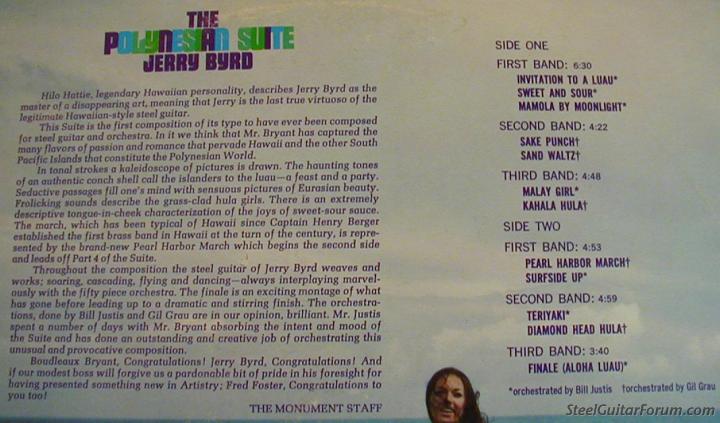 THE
POLYNESIAN SUITE
JERRY BYRD
Hilo Hattie, legendary Hawaiian personality, describes Jerry Byrd as the
master of a disappearing art, meaning that Jerry is the last true virtuoso of the
legitimate Hawaiian-style steel guitar.
This Suite is the first composition of its type to have ever been composed
for steel guitar and orchestra. In it we think that Mr. Bryant has captured the
many flavors of passion and romance that pervade Hawaii and the other South
Pacific Islands that constitute the Polynesian World.
In tonal strokes a kaleidoscope of pictures is drawn. The haunting tones
of an authentic conch shell call the islanders to the luau—a feast and a party.
Seductive passages fill one's mind with sensuous pictures of Eurasian beauty.
Frolicking sounds describe the grass-clad hula girls. There is an extremely
descriptive tongue-in-cheek characterization of the joys of sweet-sour sauce.
The march, which has been typical of Hawaii since Captain Henry Berger
established the first brass band in Hawaii at the turn of the century, is repre-
sented by the brand-new Pearl Harbor March which begins the second side
and leads off Part 4 of the Suite.
Throughout the composition the steel guitar of Jerry Byrd weaves and
works; soaring, cascading, flying and dancing—always interplaying marvel-
ously with the fifty piece orchestra. The finale is an exciting montage of what
has gone before leading up to a dramatic and stirring finish. The orchestra-
tions, done by Bill Justis and Gil Grau are in our opinion, brilliant. Mr. Justis
spent a number of days with Mr. Bryant absorbing the intent and mood of
the Suite and has done an outstanding and creative job of orchestrating this
unusual and provocative composition.
Boudleaux Bryant, Congratulations! Jerry Byrd, Congratulations! And
if our modest boss will forgive us a pardonable bit of pride in his foresight for
having presented something new in Artistry; Fred Foster, Congratulations to
you too!
THE MONUMENT STAFF
SIDE ONE
FIRST BAND: 6:30
INVITATION TO A LUAU*
SWEET AND SOUR*
MAMOLA BY MOONLIGHT*
SECOND BAND: 4:22
SAKE PUNCH†
SAND WALTZ†
THIRD BAND: 4:48
MALAY GIRL*
KAHALA HULA†
SIDE TWO
FIRST BAND: 4:53
PEARL HARBOR MARCH†
SURFSIDE UP*
SECOND BAND: 4:59
TERIYAKI*
DIAMOND HEAD HULA†
THIRD BAND: 3:40
FINALE (ALOHA LUAU)*
*orchestrated by Bill Justis †orchestrated by Gil Grau
SteelGuitarForum.com